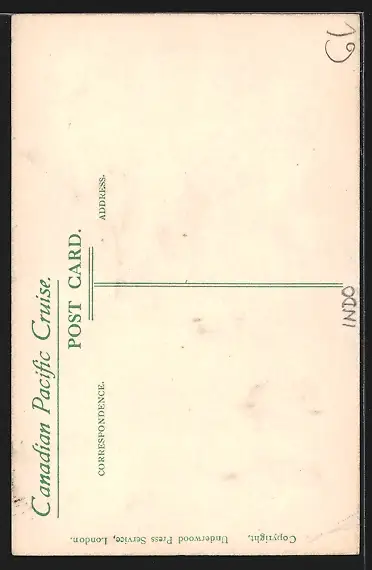 Canadian Pacific Cruise.
POST CARD.
CORRESPONDENCE.
ADDRESS.
Copyright, Underwood Press Service, London.
INDO